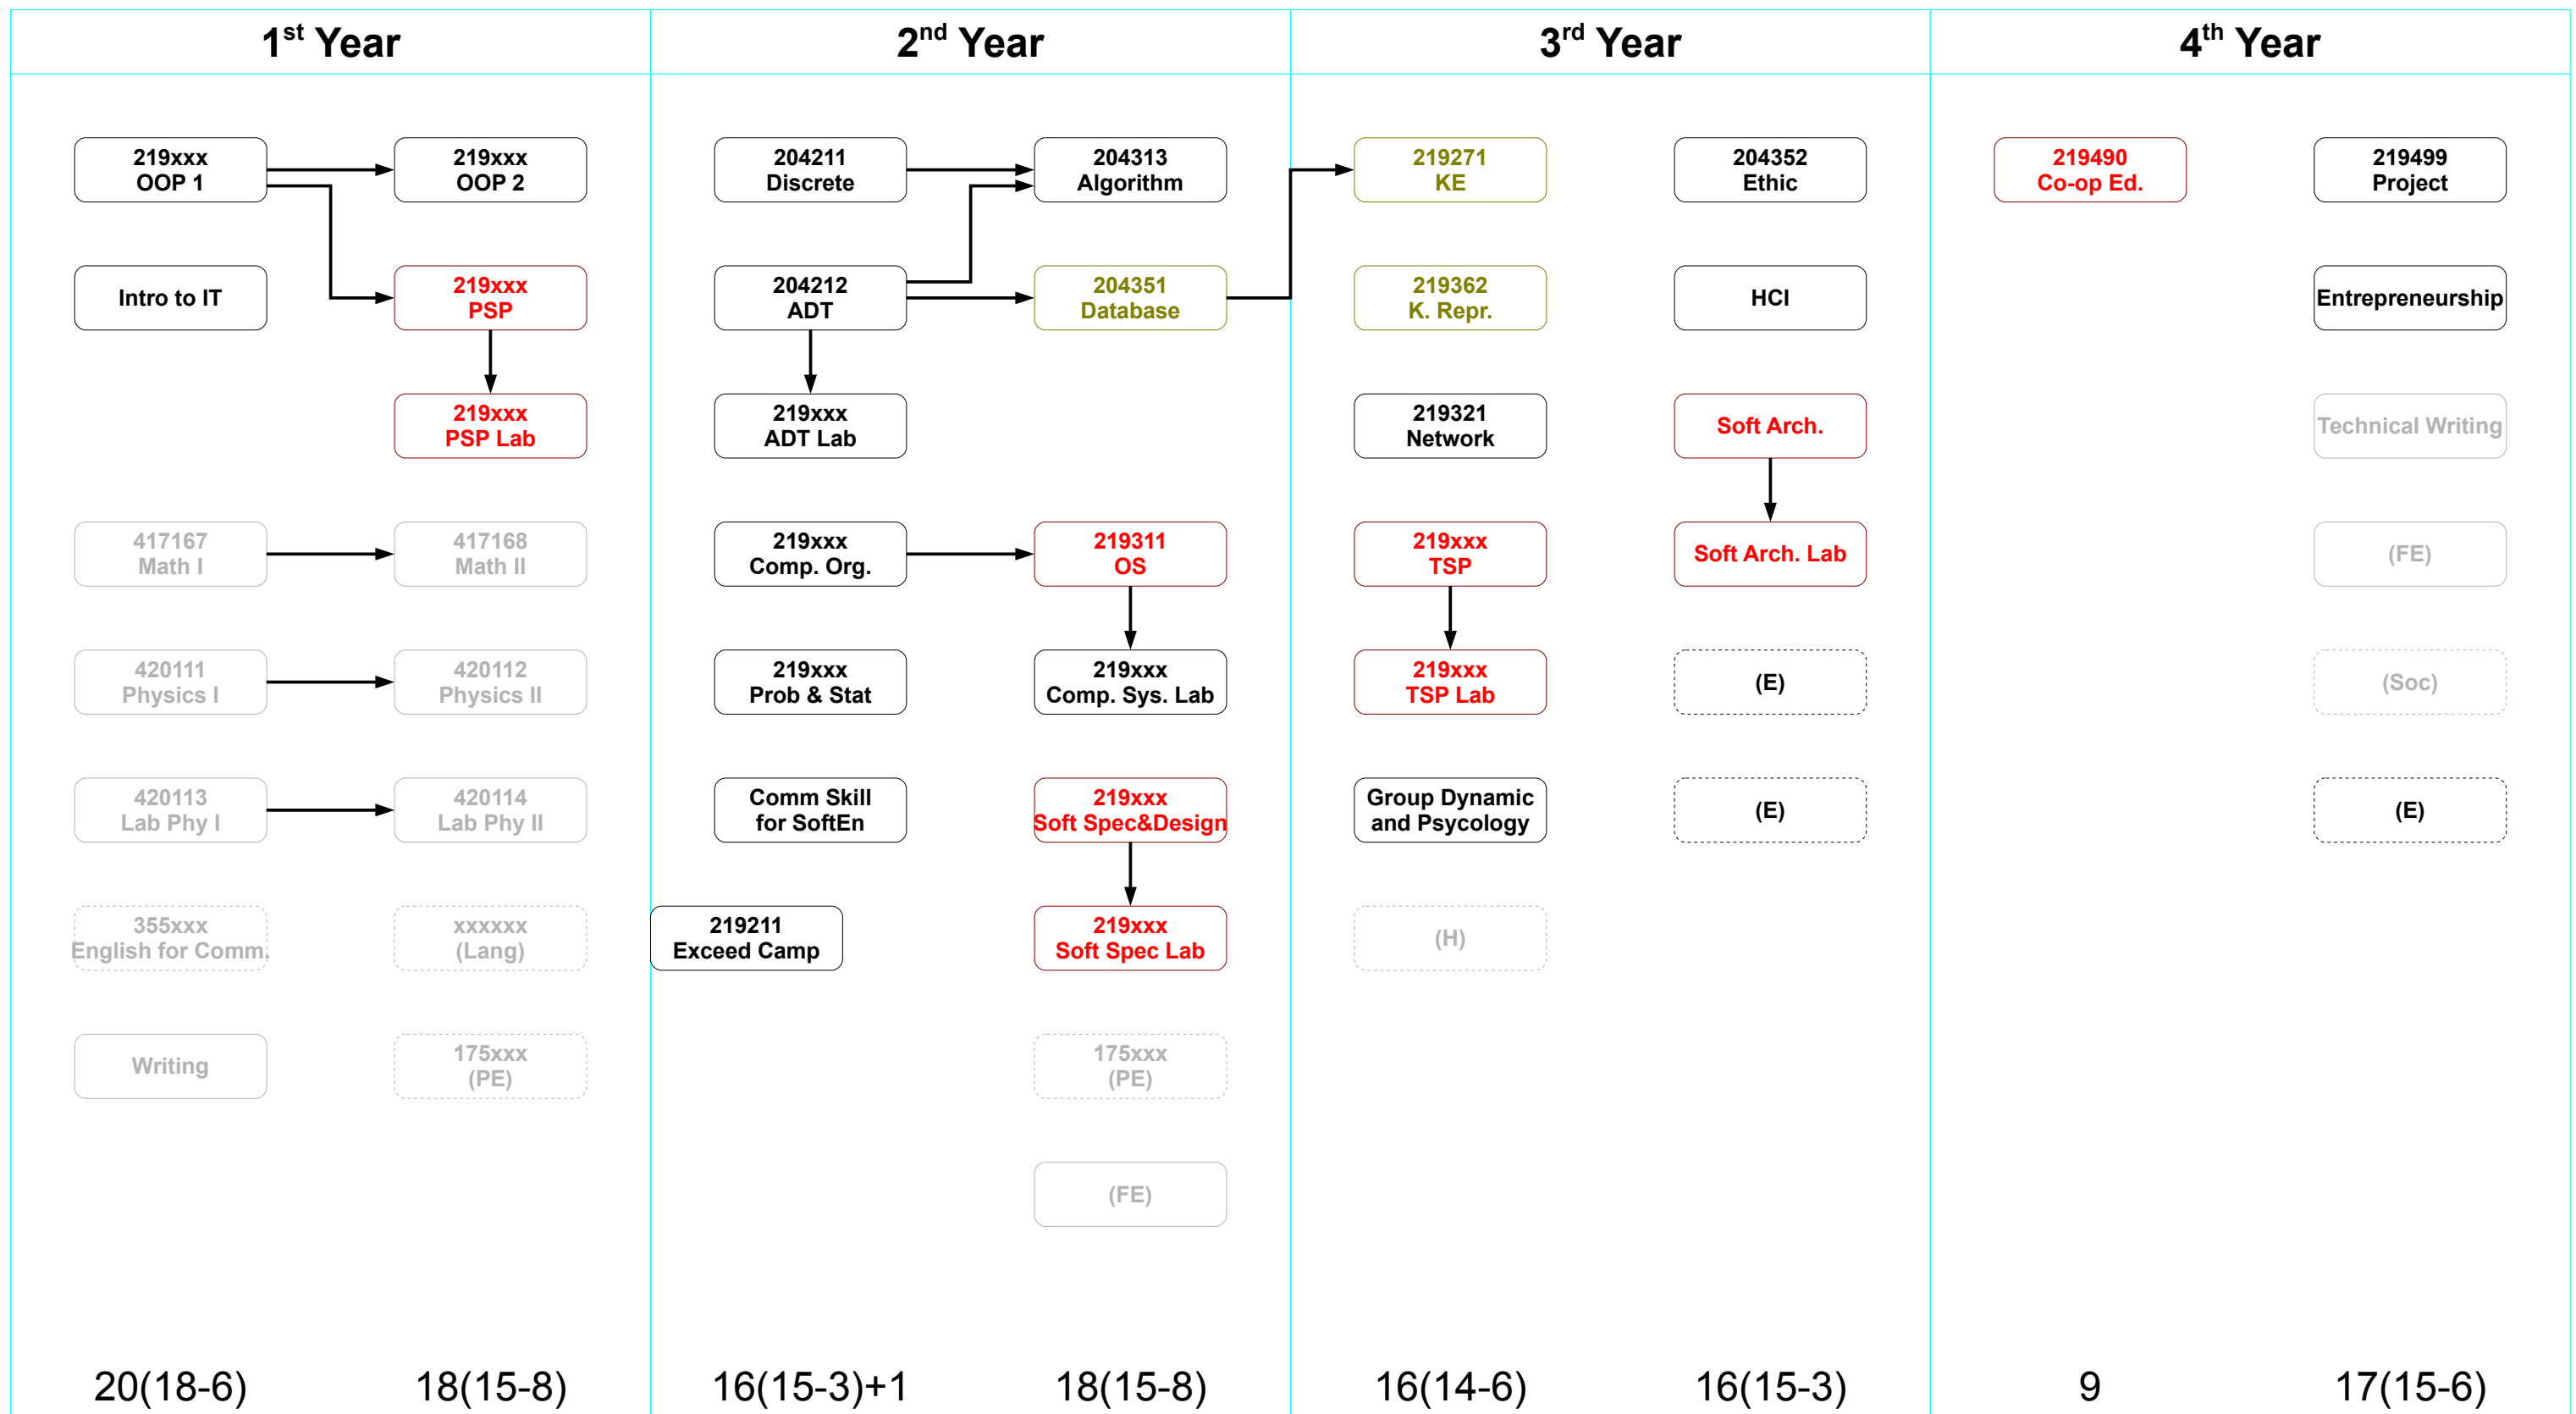 1st Year
2nd Year
3rd Year
4th Year
219xxx
OOP 1
219xxx
OOP 2
204211
Discrete
204313
Algorithm
219271
KE
204352
Ethic
219490
Co-op Ed.
219499
Project
Intro to IT
219xxx
PSP
204212
ADT
204351
Database
219362
K. Repr.
HCI
Entrepreneurship
219xxx
PSP Lab
219xxx
ADT Lab
219321
Network
Soft Arch.
Technical Writing
417167
Math I
417168
Math II
219xxx
Comp. Org.
219311
OS
219xxx
TSP
Soft Arch. Lab
(FE)
420111
Physics I
420112
Physics II
219xxx
Prob & Stat
219xxx
Comp. Sys. Lab
219xxx
TSP Lab
(E)
(Soc)
420113
Lab Phy I
420114
Lab Phy II
Comm Skill
for SoftEn
219xxx
Soft Spec&Design
Group Dynamic
and Psycology
(E)
(E)
355xxx
English for Comm.
xxxxxx
(Lang)
219211
Exceed Camp
219xxx
Soft Spec Lab
(H)
Writing
175xxx
(PE)
175xxx
(PE)
(FE)
20(18-6)
18(15-8)
16(15-3)+1
18(15-8)
16(14-6)
16(15-3)
9
17(15-6)